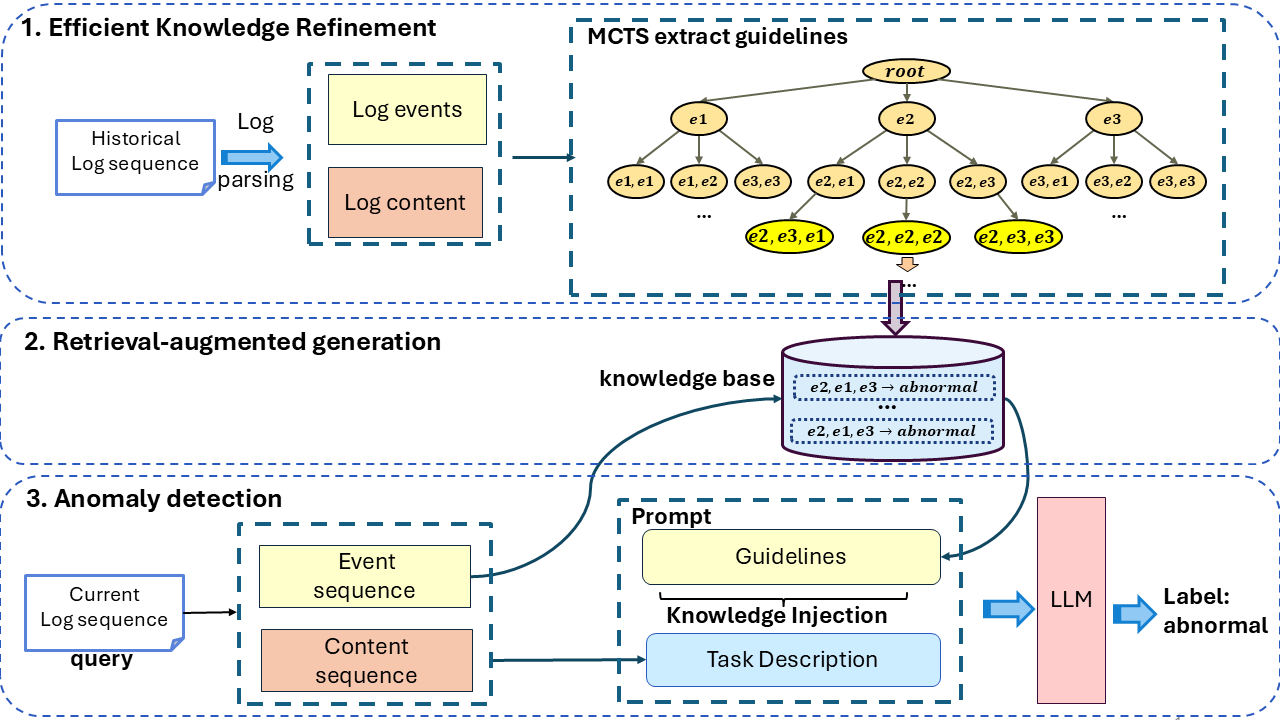 1. Efficient Knowledge Refinement
Historical
Log sequence
Log
parsing
Log events
Log content
MCTS extract guidelines
root
e1
e2
e3
e1, e1
e1, e2
e3, e3
e2, e1
e2, e2
e2, e3
e3, e1
e3, e2
e3, e3
...
...
e2, e3, e1
e2, e2, e2
e2, e3, e3
...
2. Retrieval-augmented generation
knowledge base
e2, e1, e3 → abnormal
...
e2, e1, e3 → abnormal
3. Anomaly detection
Current
Log sequence
query
Event
sequence
Content
sequence
Prompt
Guidelines
Knowledge Injection
Task Description
LLM
Label:
abnormal